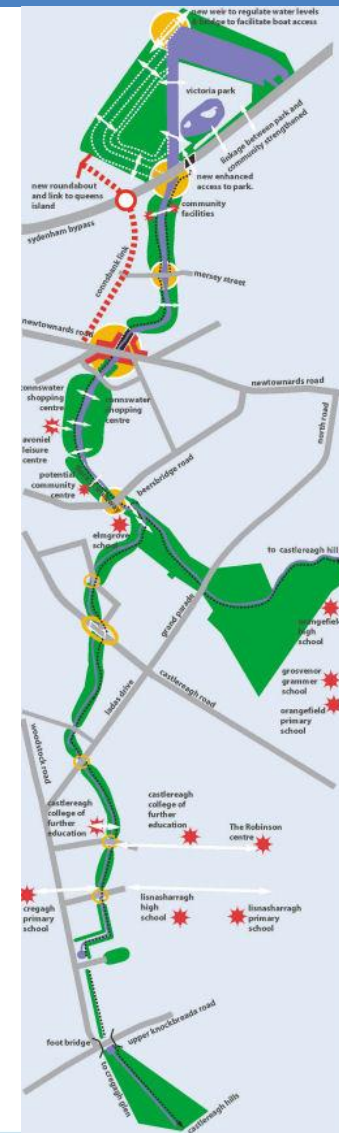 new weir to regulate water levels
bridge to facilitate boat access
victoria park
linkage between park and
community strengthened
new roundabout
and link to queens
island
new enhanced
access to park.
sydenham bypass
community
facilities
connsbank link
mersey street
newtownards road
newtownards road
connswater
shopping
centre
connswater
shopping
centre
north road
avoniel
leisure
centre
beersbridge road
potential
community
centre
elmgrove
school
to castlereagh hills
grand parade
orangefield
high
school
grosvenor
grammer
school
castlereagh road
orangefield
primary
school
ladas drive
woodstock road
castlereagh
college of
further
education
castlereagh
college of
further
education
The Robinson
centre
cregagh
primary
school
lisnasharragh
high
school
lisnasharragh
primary
school
foot bridge
upper knockbreada road
to cregagh glen
castlereagh hills